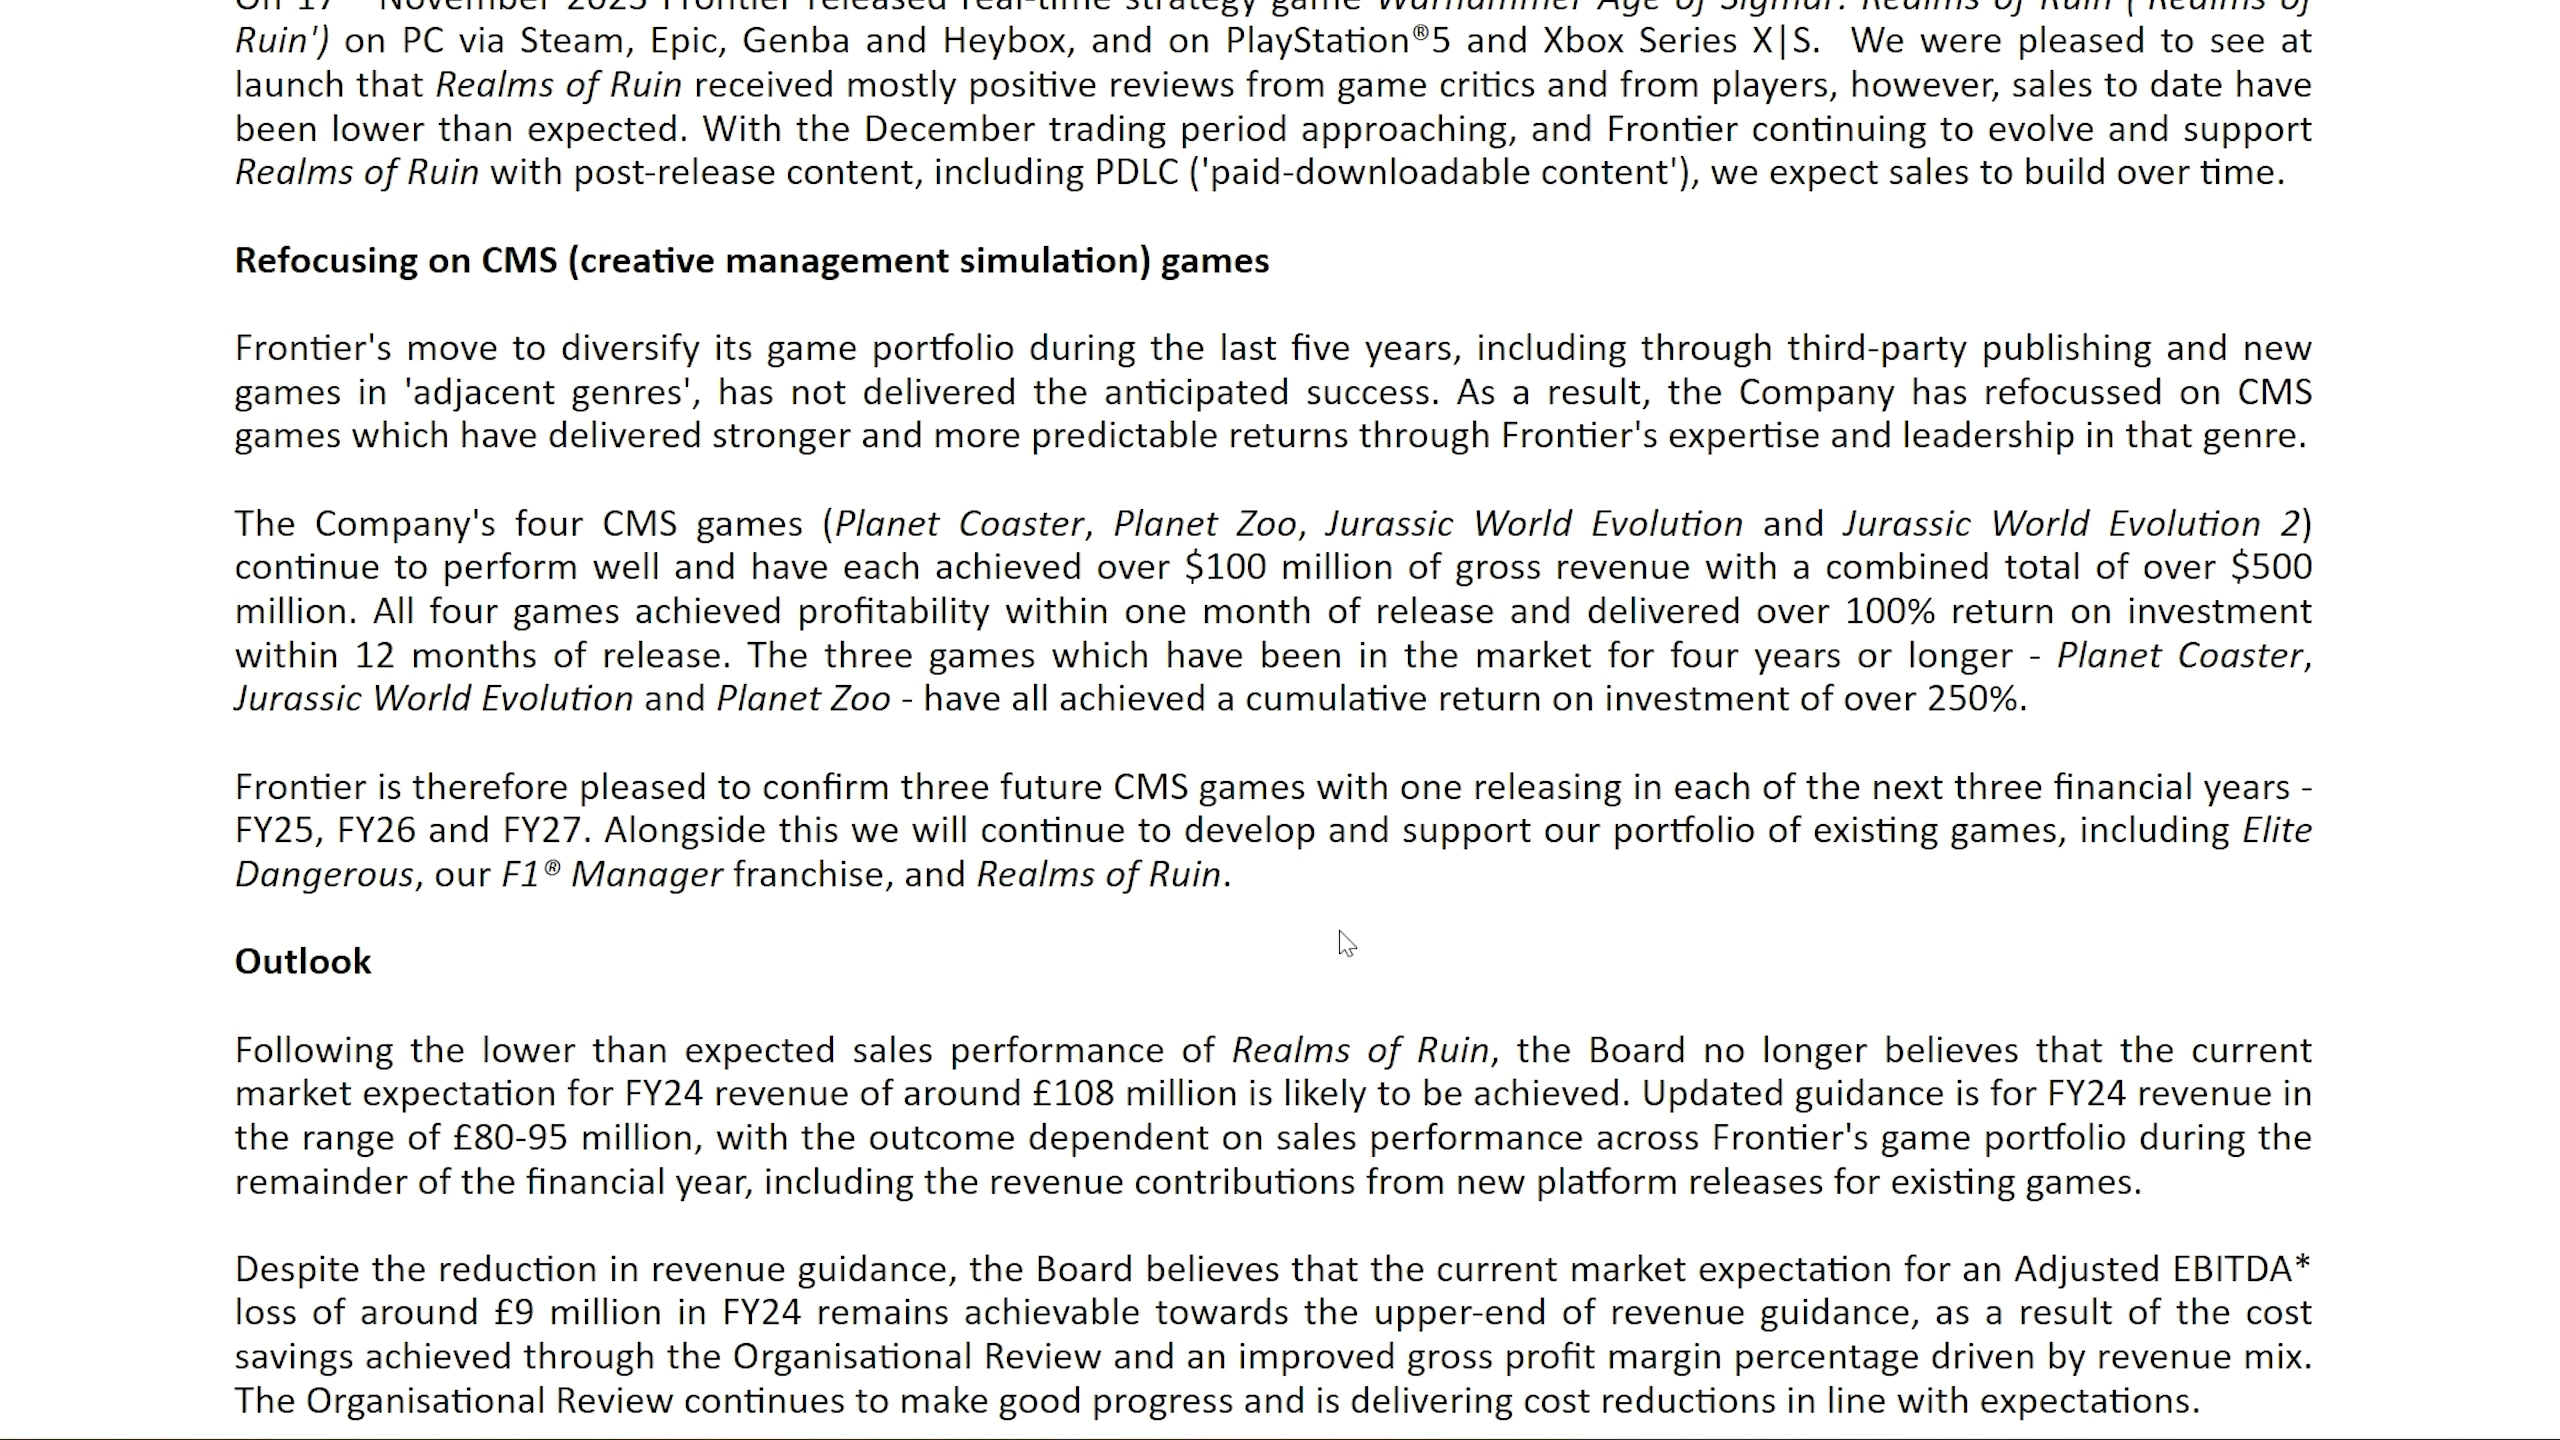 On 17 November 2023 Frontier released real-time strategy game Warhammer Age of Sigmar: Realms of Ruin ('Realms of
Ruin') on PC via Steam, Epic, Genba and Heybox, and on PlayStation®5 and Xbox Series X|S. We were pleased to see at
launch that Realms of Ruin received mostly positive reviews from game critics and from players, however, sales to date have
been lower than expected. With the December trading period approaching, and Frontier continuing to evolve and support
Realms of Ruin with post-release content, including PDLC ('paid-downloadable content'), we expect sales to build over time.
Refocusing on CMS (creative management simulation) games
Frontier's move to diversify its game portfolio during the last five years, including through third-party publishing and new
games in 'adjacent genres', has not delivered the anticipated success. As a result, the Company has refocussed on CMS
games which have delivered stronger and more predictable returns through Frontier's expertise and leadership in that genre.
The Company's four CMS games (Planet Coaster, Planet Zoo, Jurassic World Evolution and Jurassic World Evolution 2)
continue to perform well and have each achieved over $100 million of gross revenue with a combined total of over $500
million. All four games achieved profitability within one month of release and delivered over 100% return on investment
within 12 months of release. The three games which have been in the market for four years or longer - Planet Coaster,
Jurassic World Evolution and Planet Zoo - have all achieved a cumulative return on investment of over 250%.
Frontier is therefore pleased to confirm three future CMS games with one releasing in each of the next three financial years -
FY25, FY26 and FY27. Alongside this we will continue to develop and support our portfolio of existing games, including Elite
Dangerous, our F1® Manager franchise, and Realms of Ruin.
Outlook
Following the lower than expected sales performance of Realms of Ruin, the Board no longer believes that the current
market expectation for FY24 revenue of around £108 million is likely to be achieved. Updated guidance is for FY24 revenue in
the range of £80-95 million, with the outcome dependent on sales performance across Frontier's game portfolio during the
remainder of the financial year, including the revenue contributions from new platform releases for existing games.
Despite the reduction in revenue guidance, the Board believes that the current market expectation for an Adjusted EBITDA*
loss of around £9 million in FY24 remains achievable towards the upper-end of revenue guidance, as a result of the cost
savings achieved through the Organisational Review and an improved gross profit margin percentage driven by revenue mix.
The Organisational Review continues to make good progress and is delivering cost reductions in line with expectations.